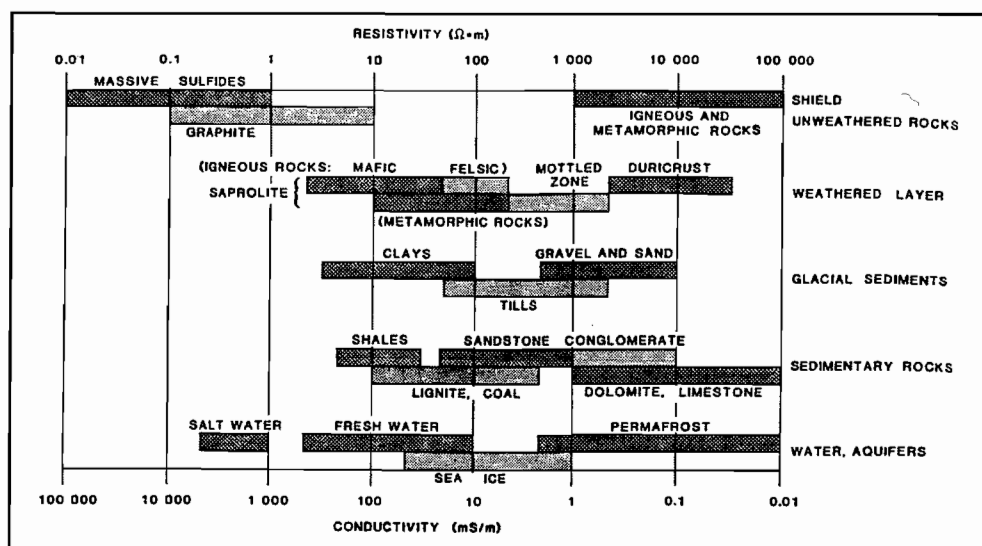 RESISTIVITY (Ω•m)
0.01 0.1 1 10 100 1 000 10 000 100 000
MASSIVE SULFIDES
SHIELD
GRAPHITE
IGNEOUS AND
METAMORPHIC ROCKS
UNWEATHERED ROCKS
(IGNEOUS ROCKS: MAFIC FELSIC) MOTTLED ZONE DURICRUST
SAPROLITE {
WEATHERED LAYER
(METAMORPHIC ROCKS)
CLAYS GRAVEL AND SAND
GLACIAL SEDIMENTS
TILLS
SHALES SANDSTONE CONGLOMERATE
SEDIMENTARY ROCKS
LIGNITE, COAL DOLOMITE, LIMESTONE
SALT WATER FRESH WATER PERMAFROST
WATER, AQUIFERS
SEA ICE
100 000 10 000 1 000 100 10 1 0.1 0.01
CONDUCTIVITY (mS/m)